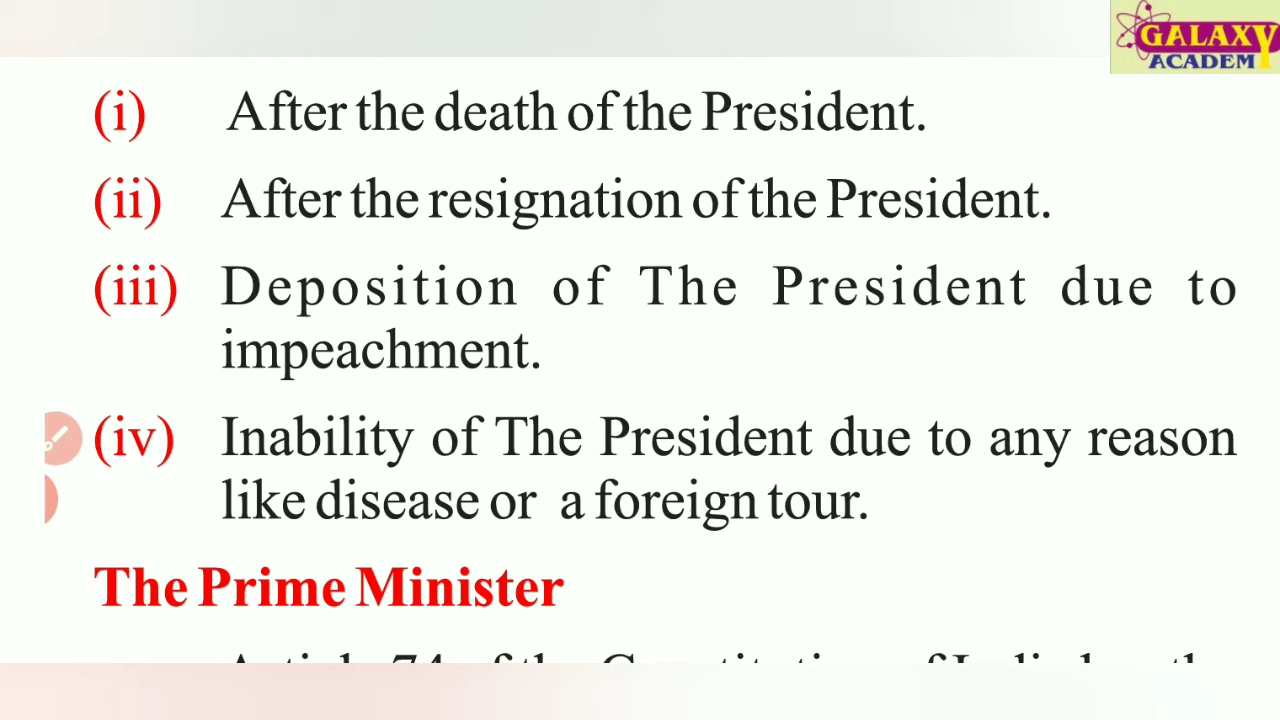 GALAXY
ACADEMY
(i) After the death of the President.
(ii) After the resignation of the President.
(iii) Deposition of The President due to
impeachment.
(iv) Inability of The President due to any reason
like disease or a foreign tour.
The Prime Minister